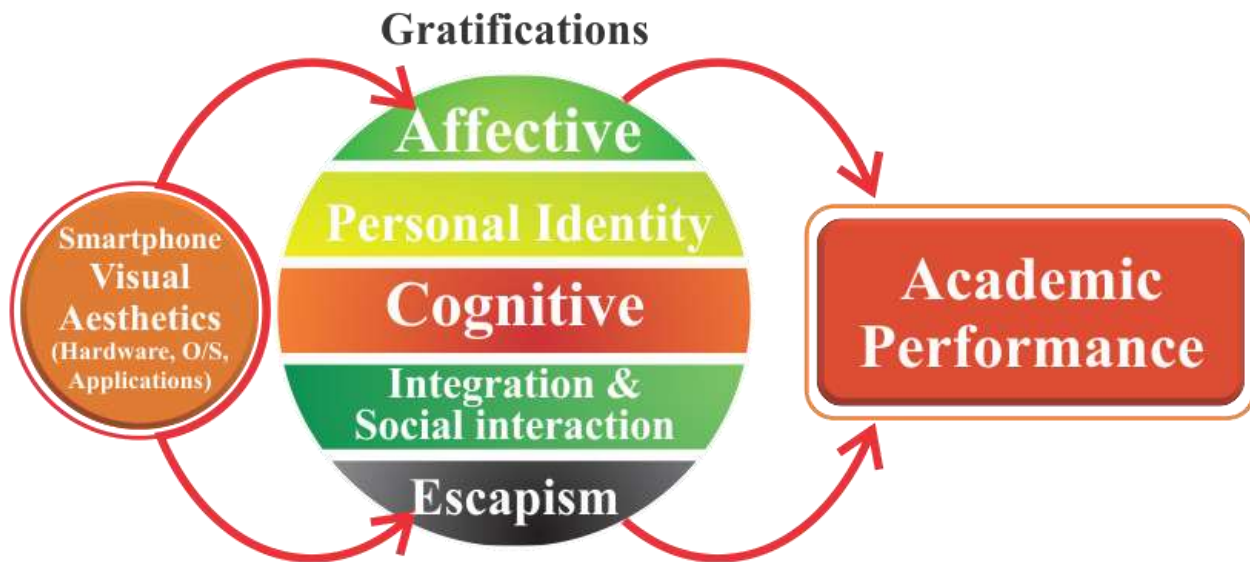 Gratifications
Affective
Personal Identity
Cognitive
Integration &
Social interaction
Escapism
Smartphone
Visual
Aesthetics
(Hardware, O/S,
Applications)
Academic
Performance